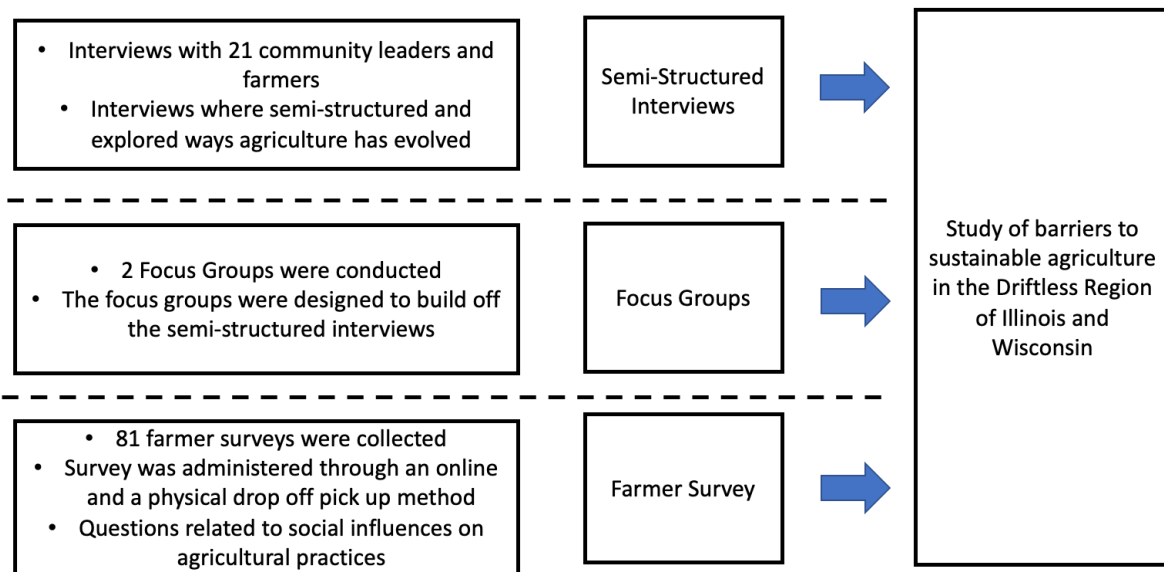 • Interviews with 21 community leaders and
farmers
• Interviews where semi-structured and
explored ways agriculture has evolved
Semi-Structured
Interviews
• 2 Focus Groups were conducted
• The focus groups were designed to build off
the semi-structured interviews
Focus Groups
• 81 farmer surveys were collected
• Survey was administered through an online
and a physical drop off pick up method
• Questions related to social influences on
agricultural practices
Farmer Survey
Study of barriers to
sustainable agriculture
in the Driftless Region
of Illinois and
Wisconsin